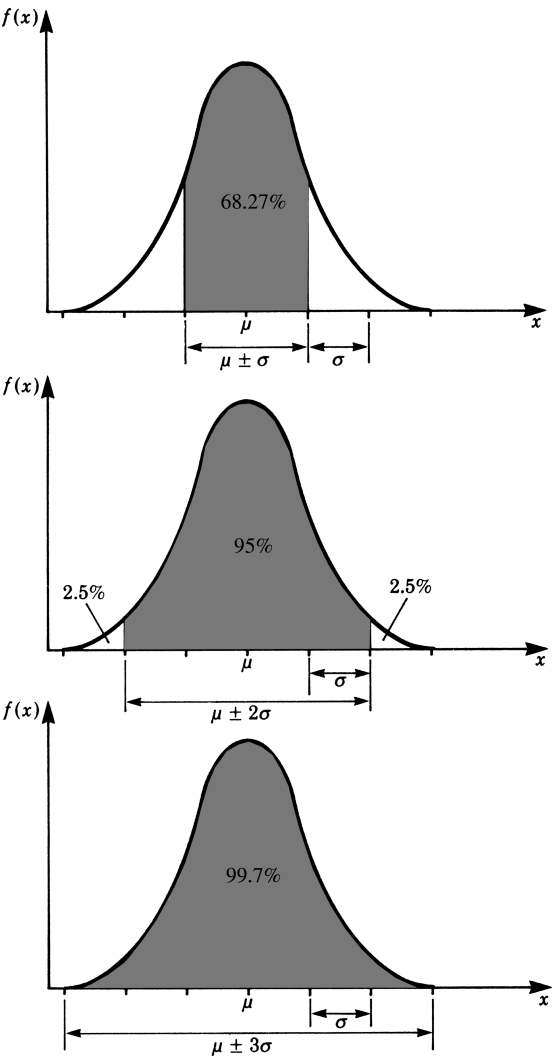 f(x)
68.27%
μ
x
μ ± σ
σ
f(x)
95%
2.5%
2.5%
μ
x
σ
μ ± 2σ
f(x)
99.7%
μ
x
σ
μ ± 3σ